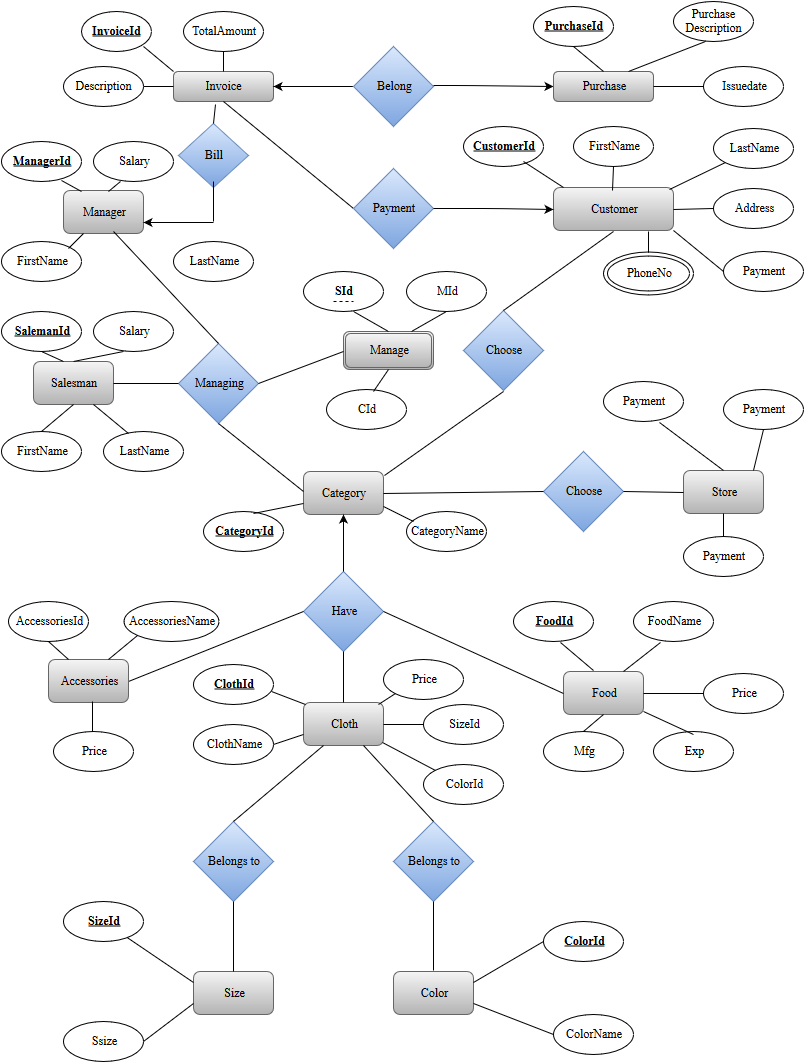 InvoiceId
TotalAmount
PurchaseId
Purchase
Description
Description
Invoice
Belong
Purchase
Issuedate
ManagerId
Salary
Bill
CustomerId
FirstName
LastName
Manager
Payment
Customer
Address
FirstName
LastName
PhoneNo
Payment
SId
MId
SalemanId
Salary
Manage
Choose
Salesman
Managing
CId
Payment
Payment
FirstName
LastName
Category
Choose
Store
CategoryId
CategoryName
Payment
Have
AccessoriesId
AccessoriesName
FoodId
FoodName
Accessories
ClothId
Price
Food
Price
Cloth
SizeId
ClothName
Price
Mfg
Exp
ColorId
Belongs to
Belongs to
SizeId
ColorId
Size
Color
Ssize
ColorName